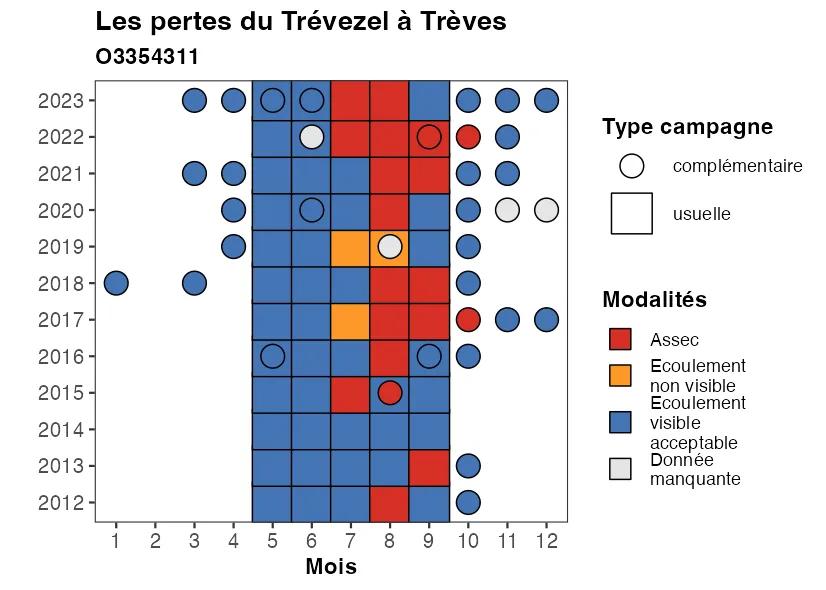 Les pertes du Trévezel à Trèves
O3354311
2023
2022
2021
2020
2019
2018
2017
2016
2015
2014
2013
2012
1 2 3 4 5 6 7 8 9 10 11 12
Mois
Type campagne
complémentaire
usuelle
Modalités
Assec
Ecoulement
non visible
Ecoulement
visible
acceptable
Donnée
manquante